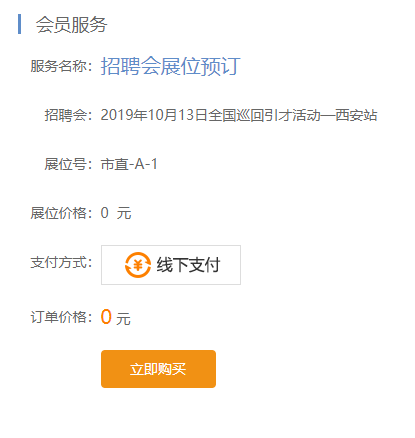 会员服务
服务名称：招聘会展位预订
招聘会：2019年10月13日全国巡回引才活动—西安站
展位号：市直-A-1
展位价格：0 元
支付方式：线下支付
订单价格：0 元
立即购买